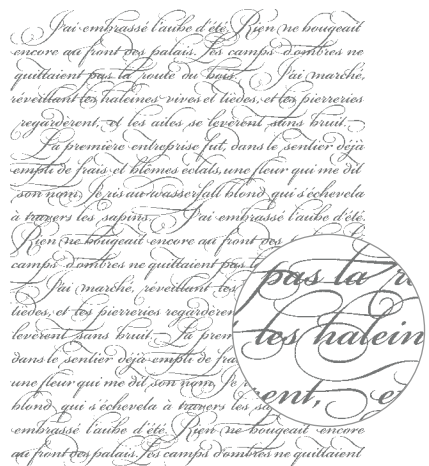 J'ai embrassé l'aube d'été. Rien ne bougeait
encore au front des palais. Les camps d'ombres ne
quittaient pas la route du bois. J'ai marché,
réveillant les haleines vives et tièdes, et les pierreries
regardèrent, et les ailes se levèrent sans bruit.
La première entreprise fut, dans le sentier déjà
empli de frais et blêmes éclats, une fleur qui me dit
son nom. Je ris au wasserfall blond qui s'échevela
à travers les sapins. J'ai embrassé l'aube d'été.
Rien ne bougeait encore au front des
camps d'ombres ne quittaient pas
J'ai marché, réveillant les
tièdes, et les pierreries regardèren
levèrent sans bruit. La prem
dans le sentier déjà empli de fra
une fleur qui me dit son nom. Je r
blond qui s'échevela à travers les sa
embrassé l'aube d'été. Rien ne bougeait encore
au front des palais. Les camps d'ombres ne quittaient
pas la r
les halein
ent, et